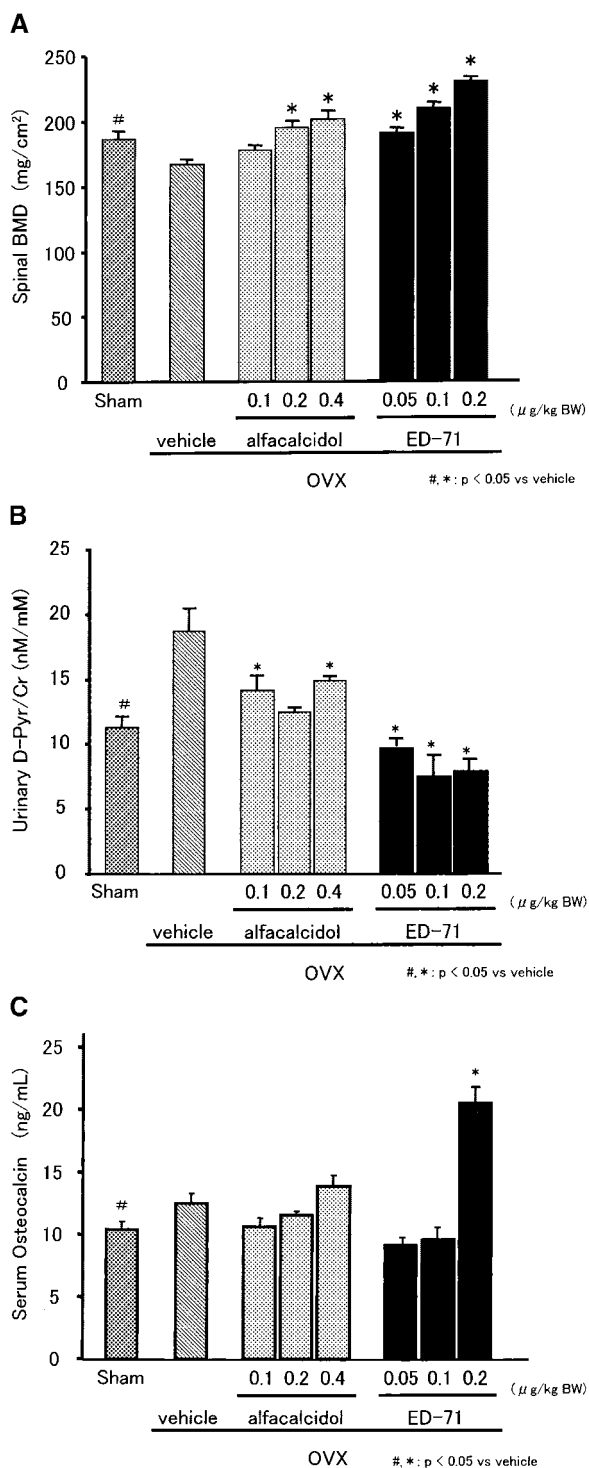 A
Spinal BMD (mg/cm²)
250
200
150
100
50
0
#
*
*
*
*
*
Sham
0.1 0.2 0.4
0.05 0.1 0.2
(μg/kg BW)
vehicle
alfacalcidol
ED-71
OVX
#, *: p < 0.05 vs vehicle
B
Urinary D-Pyr/Cr (nM/mM)
25
20
15
10
5
0
#
*
*
*
*
*
Sham
0.1 0.2 0.4
0.05 0.1 0.2
(μg/kg BW)
vehicle
alfacalcidol
ED-71
OVX
#, *: p < 0.05 vs vehicle
C
Serum Osteocalcin (ng/mL)
25
20
15
10
5
0
#
*
Sham
0.1 0.2 0.4
0.05 0.1 0.2
(μg/kg BW)
vehicle
alfacalcidol
ED-71
OVX
#, *: p < 0.05 vs vehicle